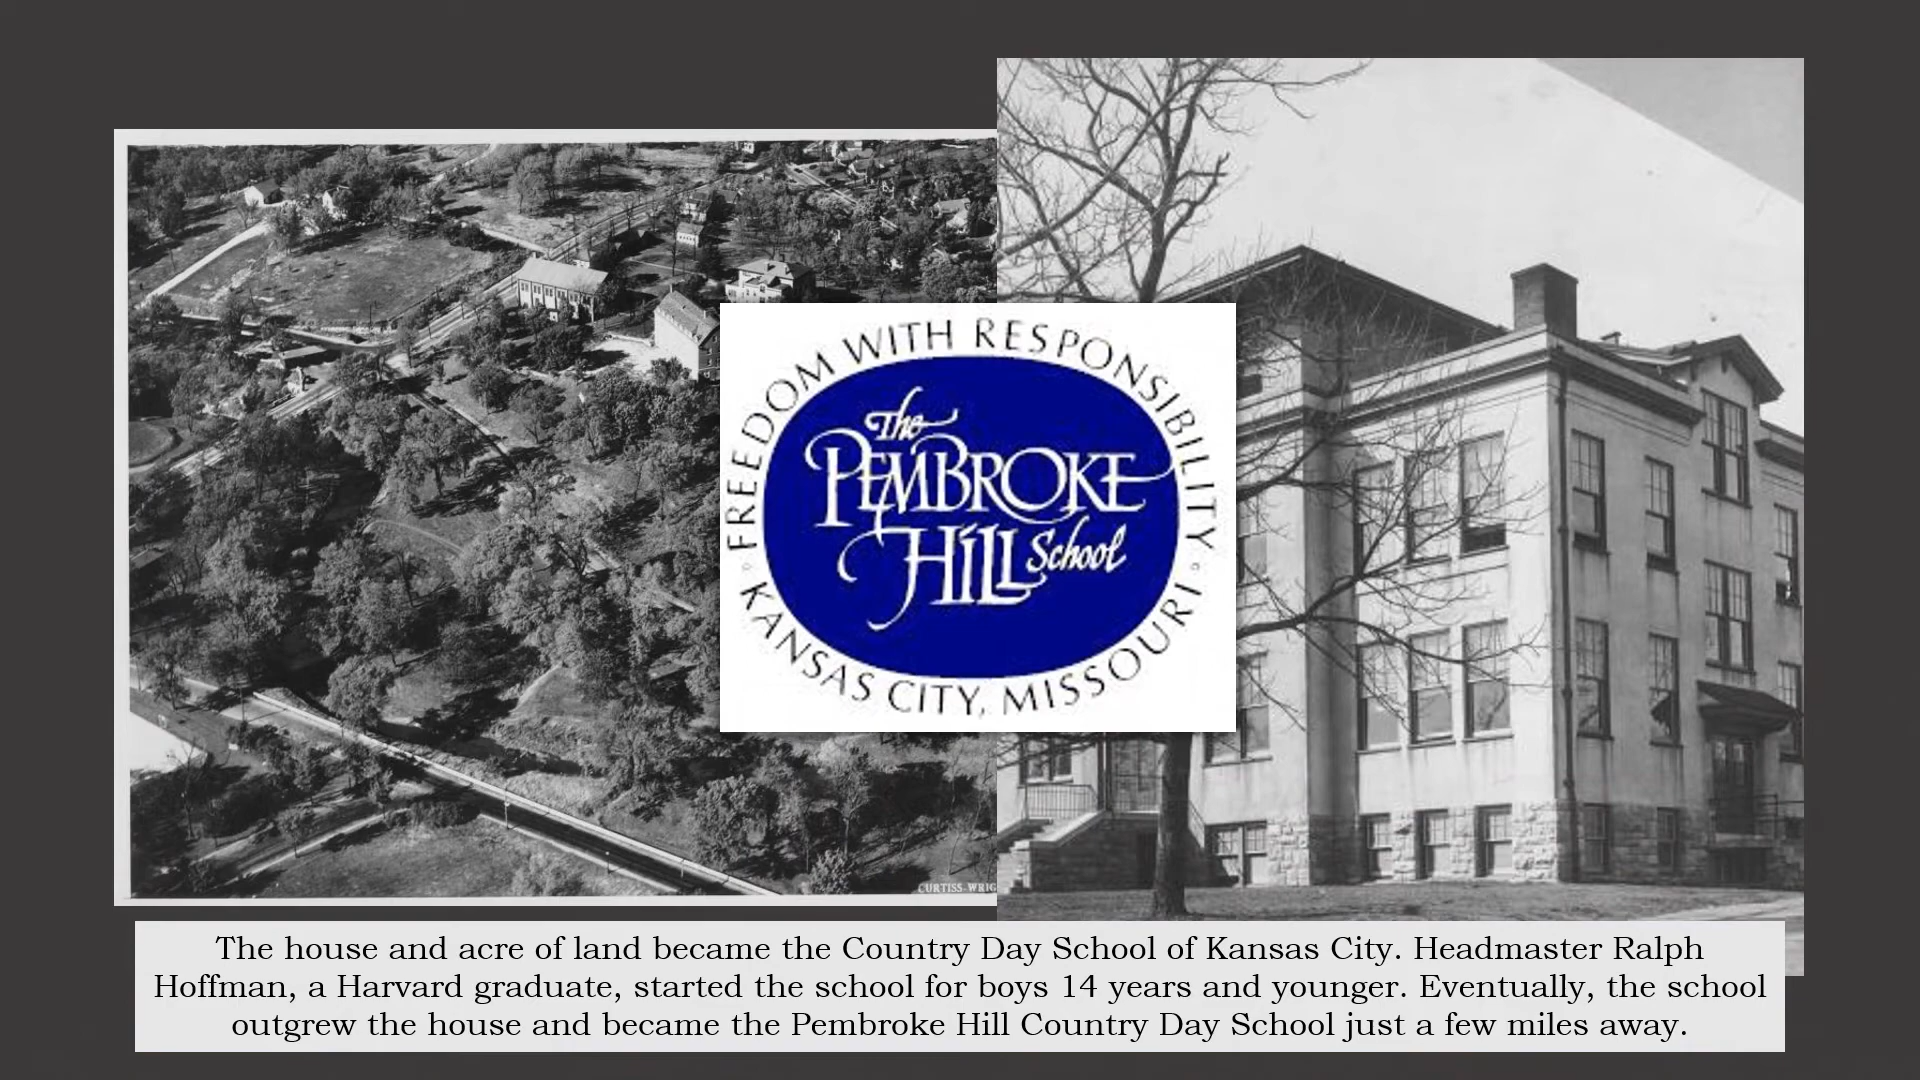 FREEDOM WITH RESPONSIBILITY
The
PEMBROKE
HILL School
KANSAS CITY, MISSOURI
CURTISS-WRIG
The house and acre of land became the Country Day School of Kansas City. Headmaster Ralph
Hoffman, a Harvard graduate, started the school for boys 14 years and younger. Eventually, the school
outgrew the house and became the Pembroke Hill Country Day School just a few miles away.